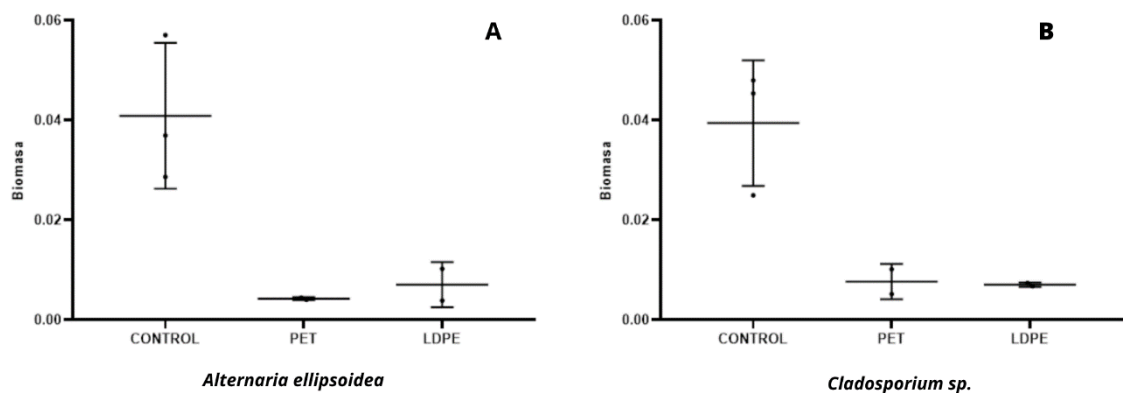 A
0.06
0.04
0.02
0.00
Biomasa
CONTROL PET LDPE
Alternaria ellipsoidea
B
0.06
0.04
0.02
0.00
Biomasa
CONTROL PET LDPE
Cladosporium sp.